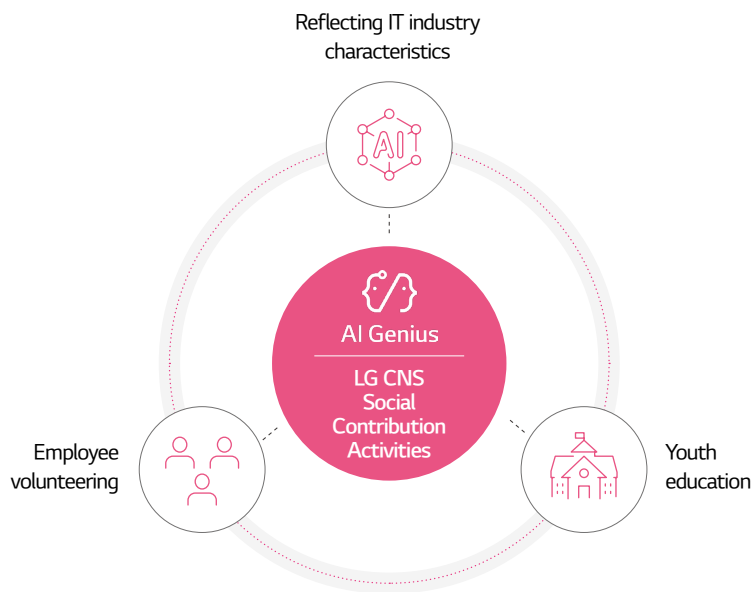 Reflecting IT industry
characteristics
AI
AI Genius
LG CNS
Social
Contribution
Activities
Employee
volunteering
Youth
education